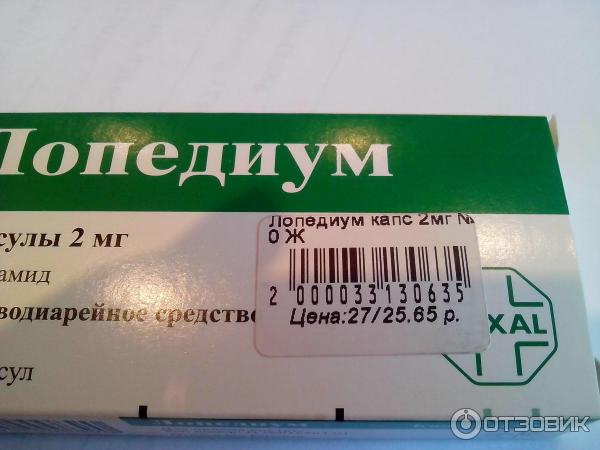 Лопедиум
сулы 2 мг
амид
водиарейное средство
сул
Лопедиум капс 2мг №
0 Ж
2 000033 130635
Цена:27/25.65 р.
XAL
Лопедиум
ОТЗОВИК